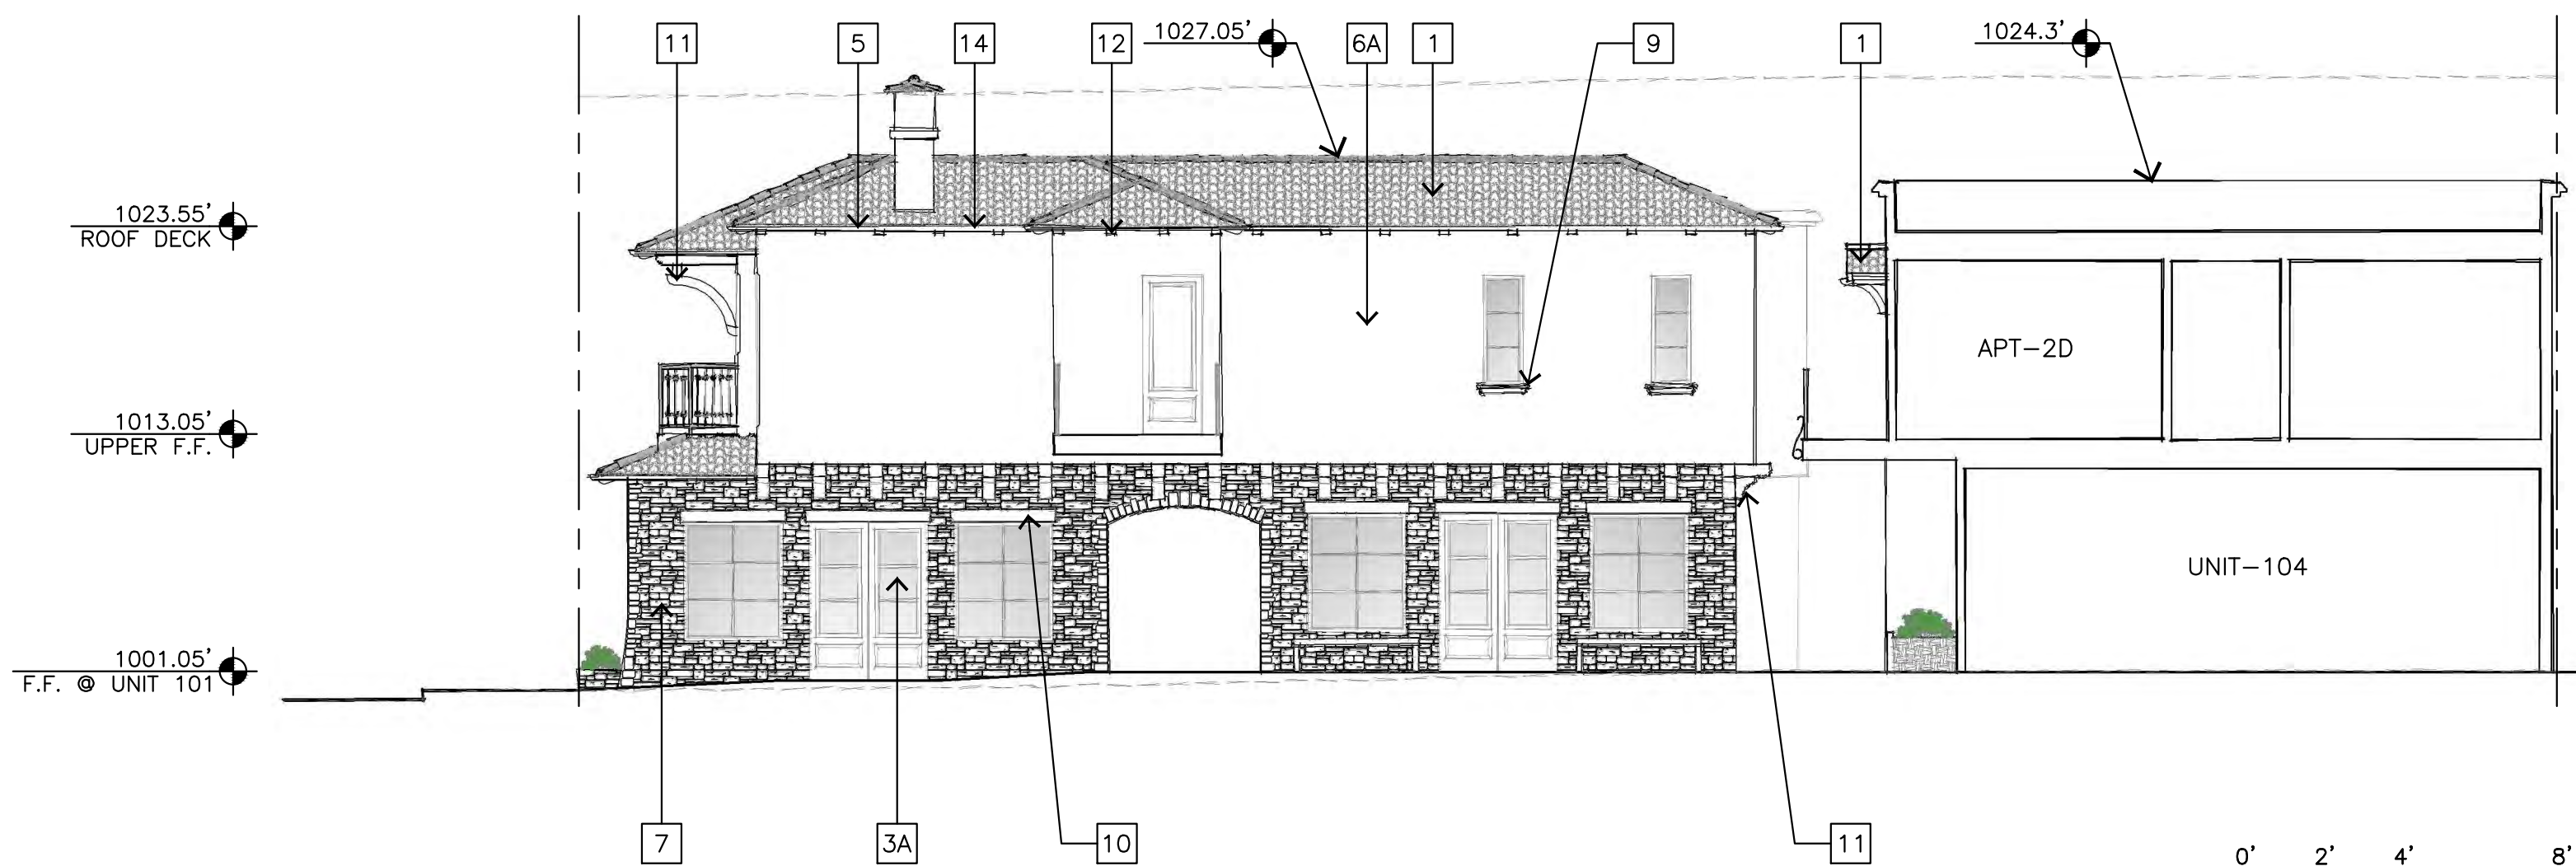 11
5
14
12
1027.05'
6A
1
9
1
1024.3'
1023.55'
ROOF DECK
APT-2D
1013.05'
UPPER F.F.
UNIT-104
1001.05'
F.F. @ UNIT 101
7
3A
10
11
0' 2' 4' 8'